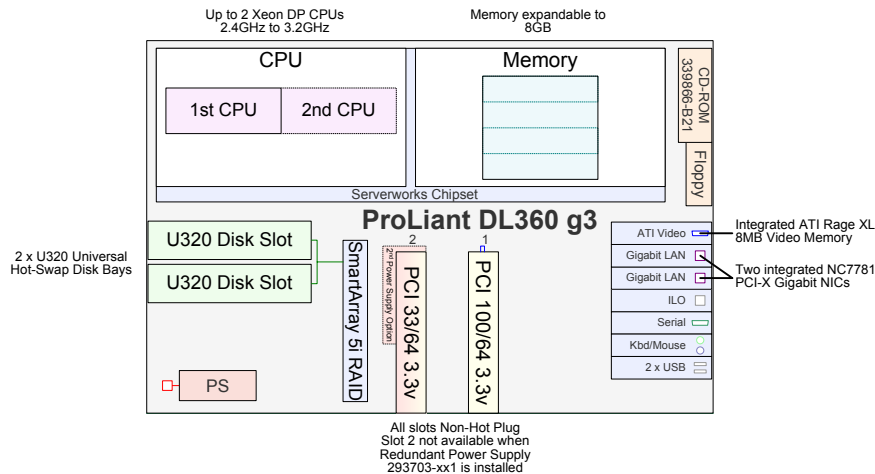 Up to 2 Xeon DP CPUs
2.4GHz to 3.2GHz
Memory expandable to
8GB
CPU
Memory
1st CPU
2nd CPU
CD-ROM
339866-B21
Floppy
Serverworks Chipset
ProLiant DL360 g3
2 x U320 Universal
Hot-Swap Disk Bays
U320 Disk Slot
U320 Disk Slot
SmartArray 5i RAID
2
2nd Power Supply Option
PCI 33/64 3.3v
1
PCI 100/64 3.3v
ATI Video
Gigabit LAN
Gigabit LAN
ILO
Serial
Kbd/Mouse
2 x USB
Integrated ATI Rage XL
8MB Video Memory
Two integrated NC7781
PCI-X Gigabit NICs
PS
All slots Non-Hot Plug
Slot 2 not available when
Redundant Power Supply
293703-xx1 is installed